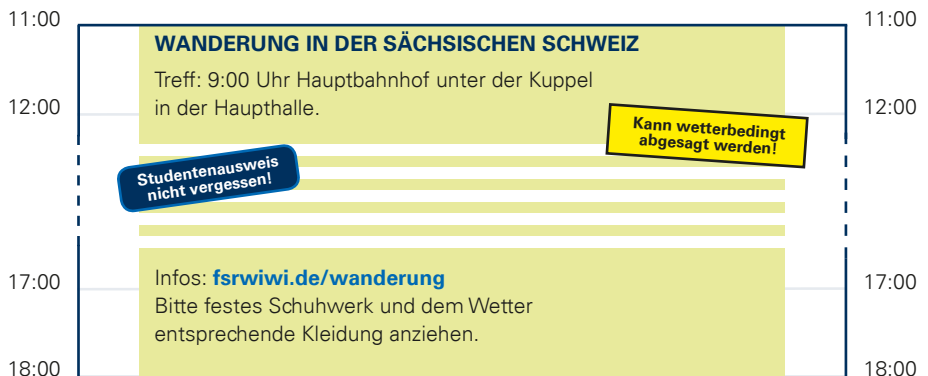 11:00
11:00
WANDERUNG IN DER SÄCHSISCHEN SCHWEIZ
Treff: 9:00 Uhr Hauptbahnhof unter der Kuppel
in der Haupthalle.
12:00
12:00
Kann wetterbedingt
abgesagt werden!
Studentenausweis
nicht vergessen!
17:00
17:00
Infos: fsrwiwi.de/wanderung
Bitte festes Schuhwerk und dem Wetter
entsprechende Kleidung anziehen.
18:00
18:00